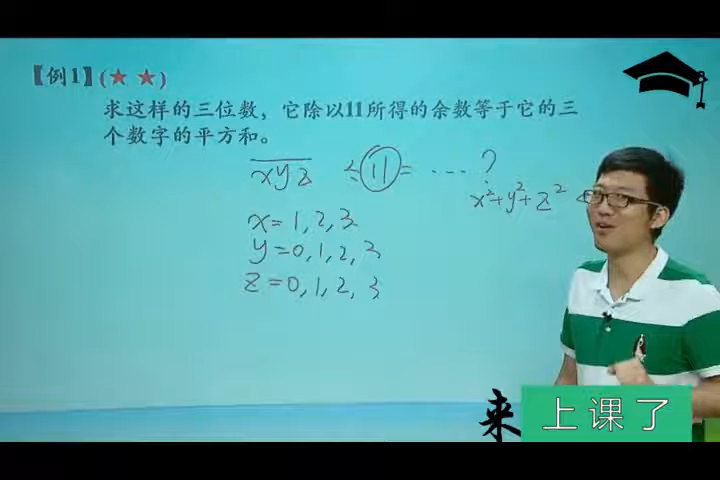 【例1】(★ ★)
求这样的三位数，它除以11所得的余数等于它的三
个数字的平方和。
xyz ÷ 11 = ... ?
x²+y²+z² <
x=1,2,3
y=0,1,2,3
z=0,1,2,3
来 上课了